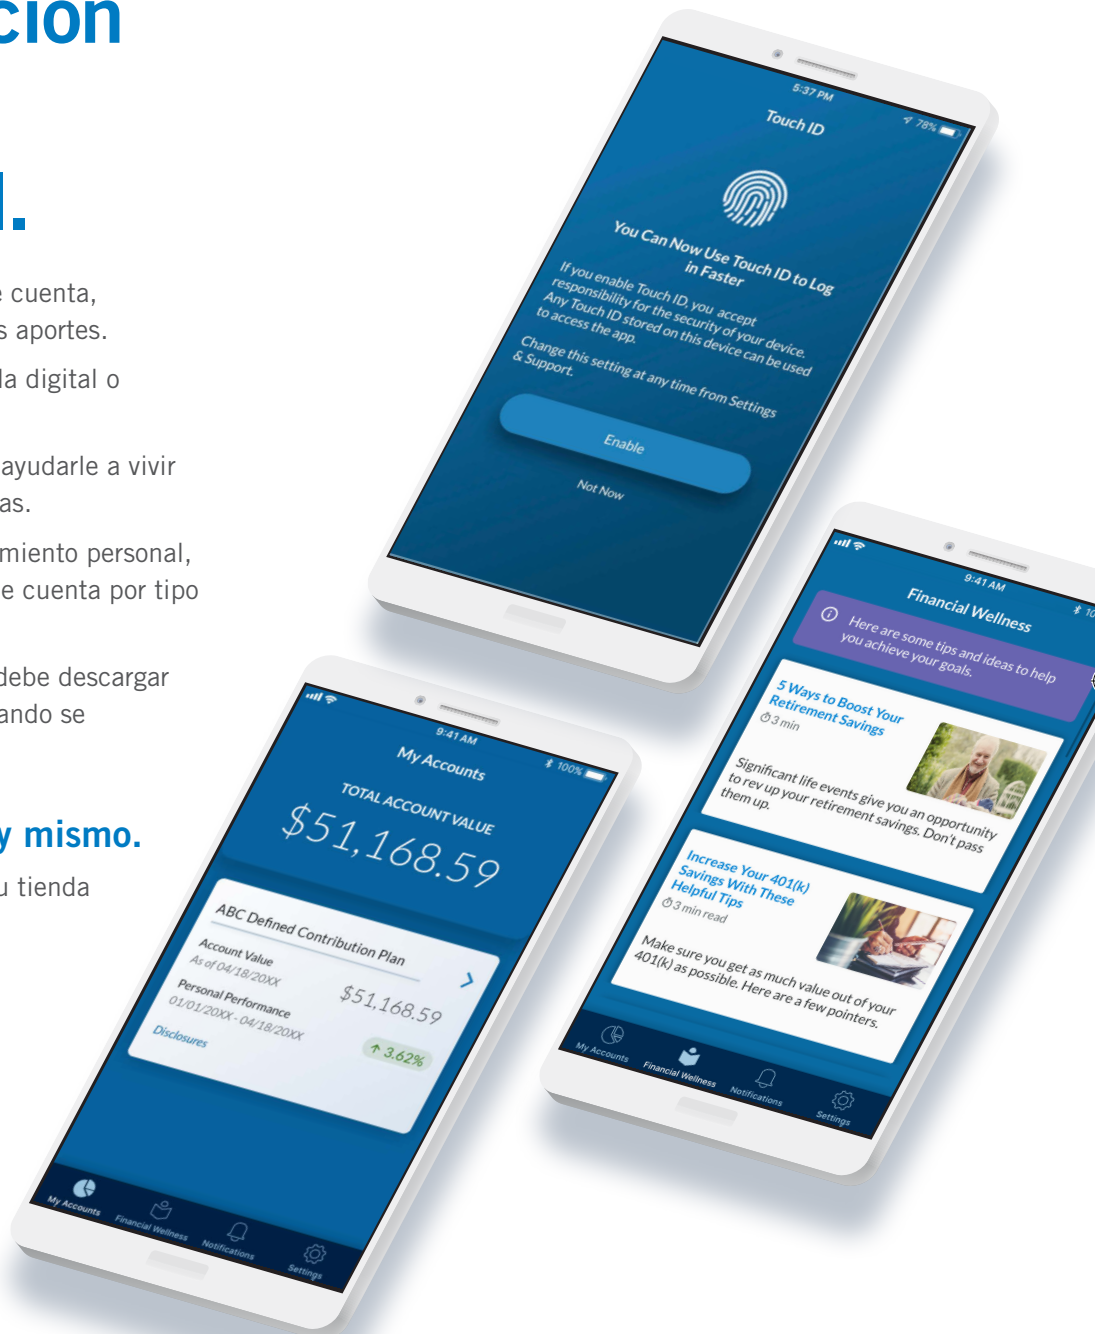 ción
l.
e cuenta,
s aportes.
la digital o
ayudarle a vivir
as.
miento personal,
e cuenta por tipo
debe descargar
ando se
y mismo.
u tienda
5:37 PM
78%
Touch ID
You Can Now Use Touch ID to Log
in Faster
If you enable Touch ID, you accept
responsibility for the security of your device.
Any Touch ID stored on this device can be used
to access the app.
Change this setting at any time from Settings
& Support.
Enable
Not Now
9:41 AM
100%
My Accounts
TOTAL ACCOUNT VALUE
$51,168.59
ABC Defined Contribution Plan
Account Value
As of 04/18/20XX
$51,168.59
Personal Performance
01/01/20XX - 04/18/20XX
↑ 3.62%
Disclosures
My Accounts
Financial Wellness
Notifications
Settings
9:41 AM
10
Financial Wellness
Here are some tips and ideas to help
you achieve your goals.
5 Ways to Boost Your
Retirement Savings
3 min
Significant life events give you an opportunity
to rev up your retirement savings. Don't pass
them up.
Increase Your 401(k)
Savings With These
Helpful Tips
3 min read
Make sure you get as much value out of your
401(k) as possible. Here are a few pointers.
My Accounts
Financial Wellness
Notifications
Settings